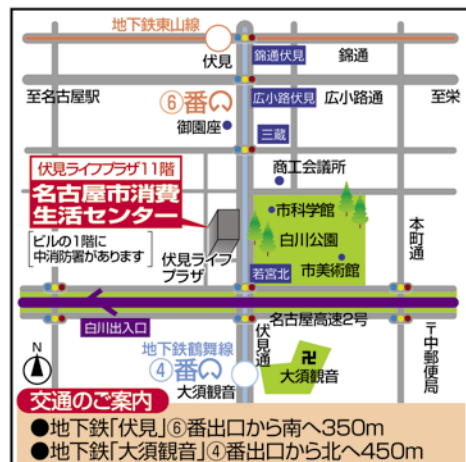 地下鉄東山線
伏見
錦通伏見
錦通
至名古屋駅
⑥番
広小路伏見
広小路通
至栄
御園座
三蔵
商工会議所
伏見ライフプラザ11階
名古屋市消費
生活センター
ビルの1階に
中消防署があります
伏見ライフ
プラザ
市科学館
白川公園
市美術館
若宮北
本町通
白川出入口
名古屋高速2号
伏見通
地下鉄鶴舞線
④番
卍
大須観音
〒中郵便局
N
交通のご案内
●地下鉄「伏見」⑥番出口から南へ350m
●地下鉄「大須観音」④番出口から北へ450m